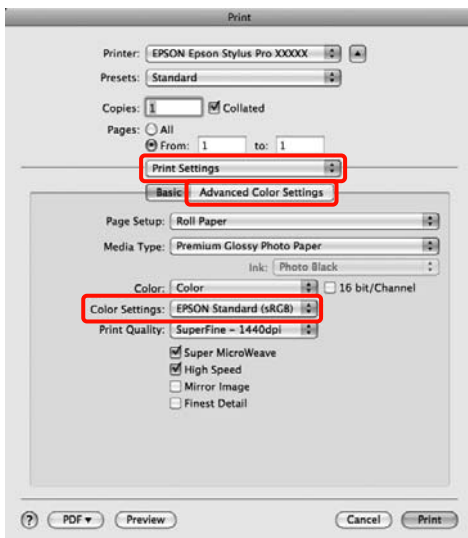 Print
Printer: EPSON Epson Stylus Pro XXXXX
Presets: Standard
Copies: 1 Collated
Pages: All
From: 1 to: 1
Print Settings
Basic Advanced Color Settings
Page Setup: Roll Paper
Media Type: Premium Glossy Photo Paper
Ink: Photo Black
Color: Color 16 bit/Channel
Color Settings: EPSON Standard (sRGB)
Print Quality: SuperFine – 1440dpi
Super MicroWeave
High Speed
Mirror Image
Finest Detail
? PDF Preview Cancel Print